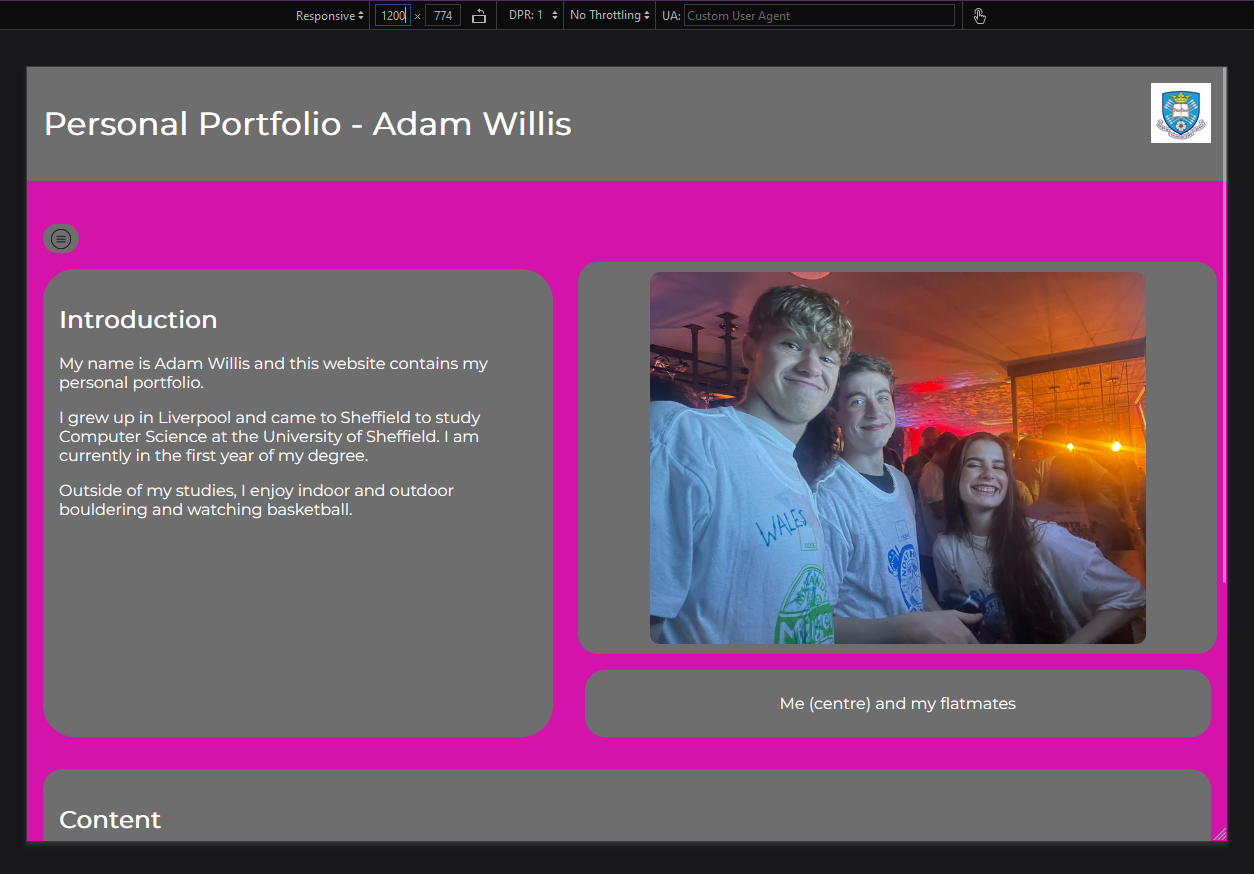 Responsive
1200 × 774
DPR: 1
No Throttling
UA: Custom User Agent
Personal Portfolio - Adam Willis
Introduction
My name is Adam Willis and this website contains my
personal portfolio.
I grew up in Liverpool and came to Sheffield to study
Computer Science at the University of Sheffield. I am
currently in the first year of my degree.
Outside of my studies, I enjoy indoor and outdoor
bouldering and watching basketball.
WALES
Me (centre) and my flatmates
Content